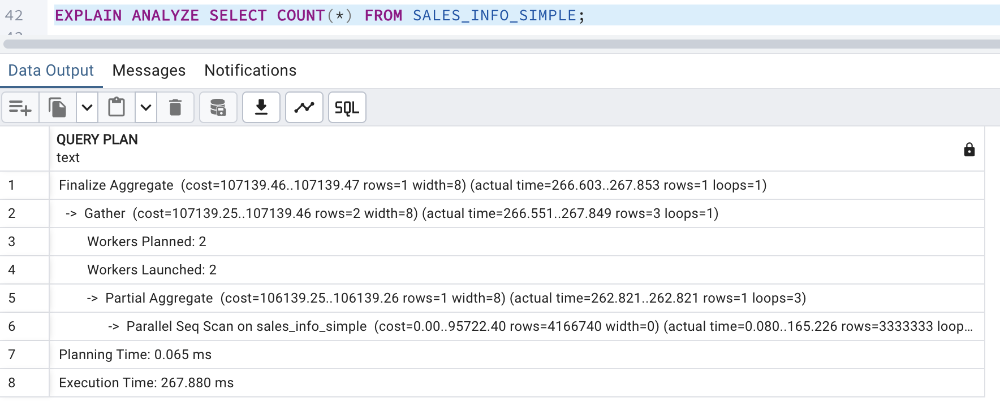 42 EXPLAIN ANALYZE SELECT COUNT(*) FROM SALES_INFO_SIMPLE;
Data Output Messages Notifications
SQL
QUERY PLAN
text
1 Finalize Aggregate (cost=107139.46..107139.47 rows=1 width=8) (actual time=266.603..267.853 rows=1 loops=1)
2 -> Gather (cost=107139.25..107139.46 rows=2 width=8) (actual time=266.551..267.849 rows=3 loops=1)
3 Workers Planned: 2
4 Workers Launched: 2
5 -> Partial Aggregate (cost=106139.25..106139.26 rows=1 width=8) (actual time=262.821..262.821 rows=1 loops=3)
6 -> Parallel Seq Scan on sales_info_simple (cost=0.00..95722.40 rows=4166740 width=0) (actual time=0.080..165.226 rows=3333333 loop...
7 Planning Time: 0.065 ms
8 Execution Time: 267.880 ms